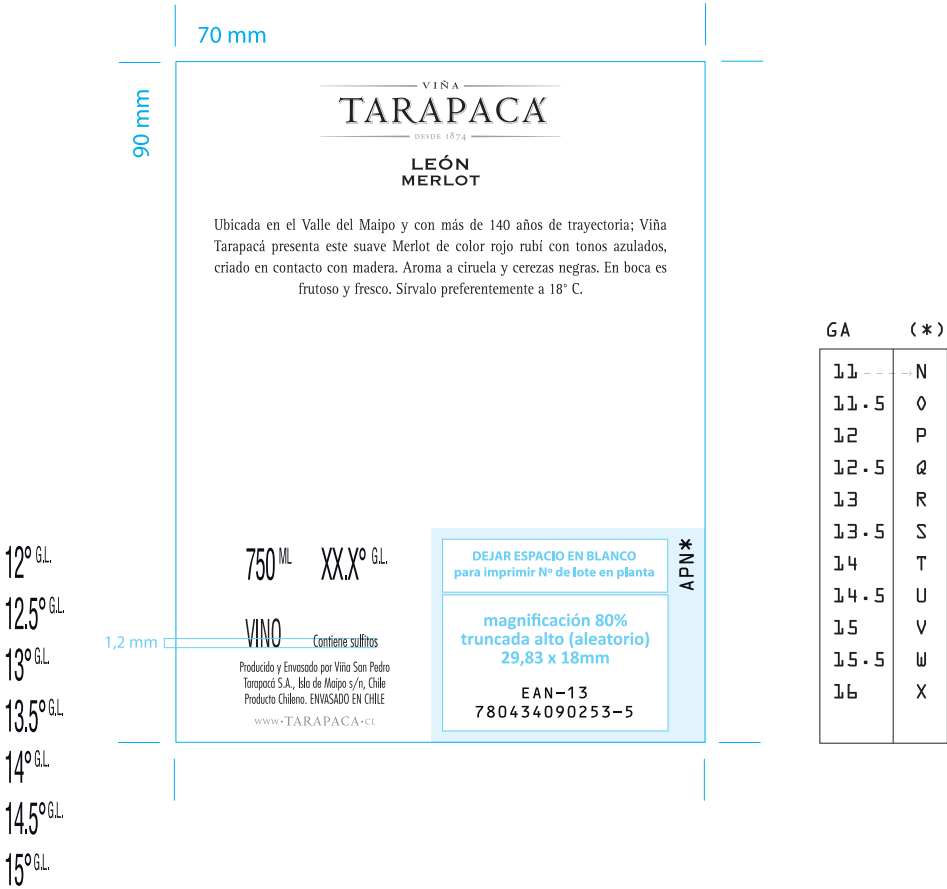 70 mm
90 mm
VIÑA
TARAPACÁ
DESDE 1874
LEÓN
MERLOT
Ubicada en el Valle del Maipo y con más de 140 años de trayectoria; Viña
Tarapacá presenta este suave Merlot de color rojo rubí con tonos azulados,
criado en contacto con madera. Aroma a ciruela y cerezas negras. En boca es
frutoso y fresco. Sírvalo preferentemente a 18° C.
750 ML XX.X° G.L.
VINO Contiene sulfitos
1,2 mm
Producido y Envasado por Viña San Pedro
Tarapacá S.A., Isla de Maipo s/n, Chile
Producto Chileno. ENVASADO EN CHILE
WWW·TARAPACA·CL
DEJAR ESPACIO EN BLANCO
para imprimir Nº de lote en planta
APN*
magnificación 80%
truncada alto (aleatorio)
29,83 x 18mm
EAN-13
780434090253-5
12° G.L.
12.5° G.L.
13° G.L.
13.5° G.L.
14° G.L.
14.5° G.L.
15° G.L.
GA (*)
11 N
11.5 O
12 P
12.5 Q
13 R
13.5 S
14 T
14.5 U
15 V
15.5 W
16 X